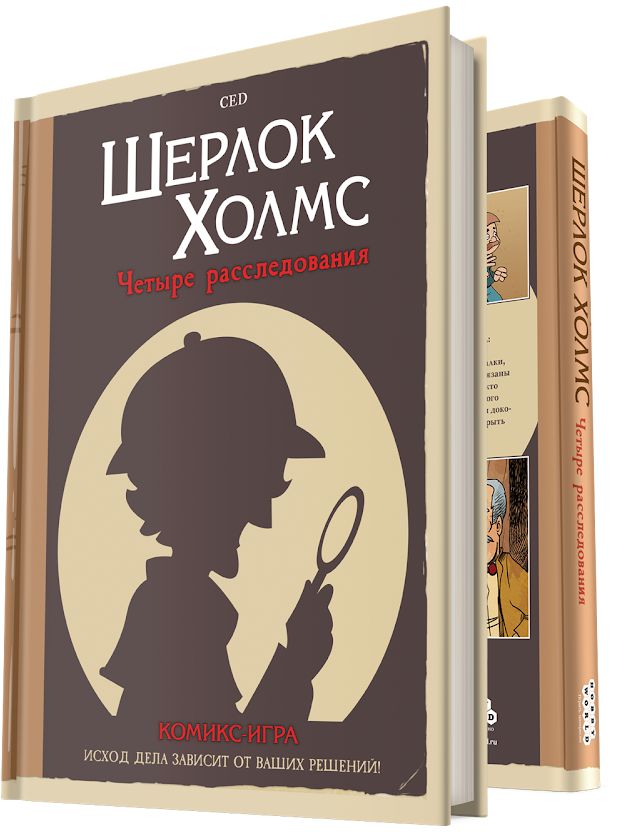 CED
ШЕРЛОК
ХОЛМС
Четыре расследования
КОМИКС-ИГРА
ИСХОД ДЕЛА ЗАВИСИТ ОТ ВАШИХ РЕШЕНИЙ!
ШЕРЛОК ХОЛМС
Четыре расследования
HOBBY
WORLD